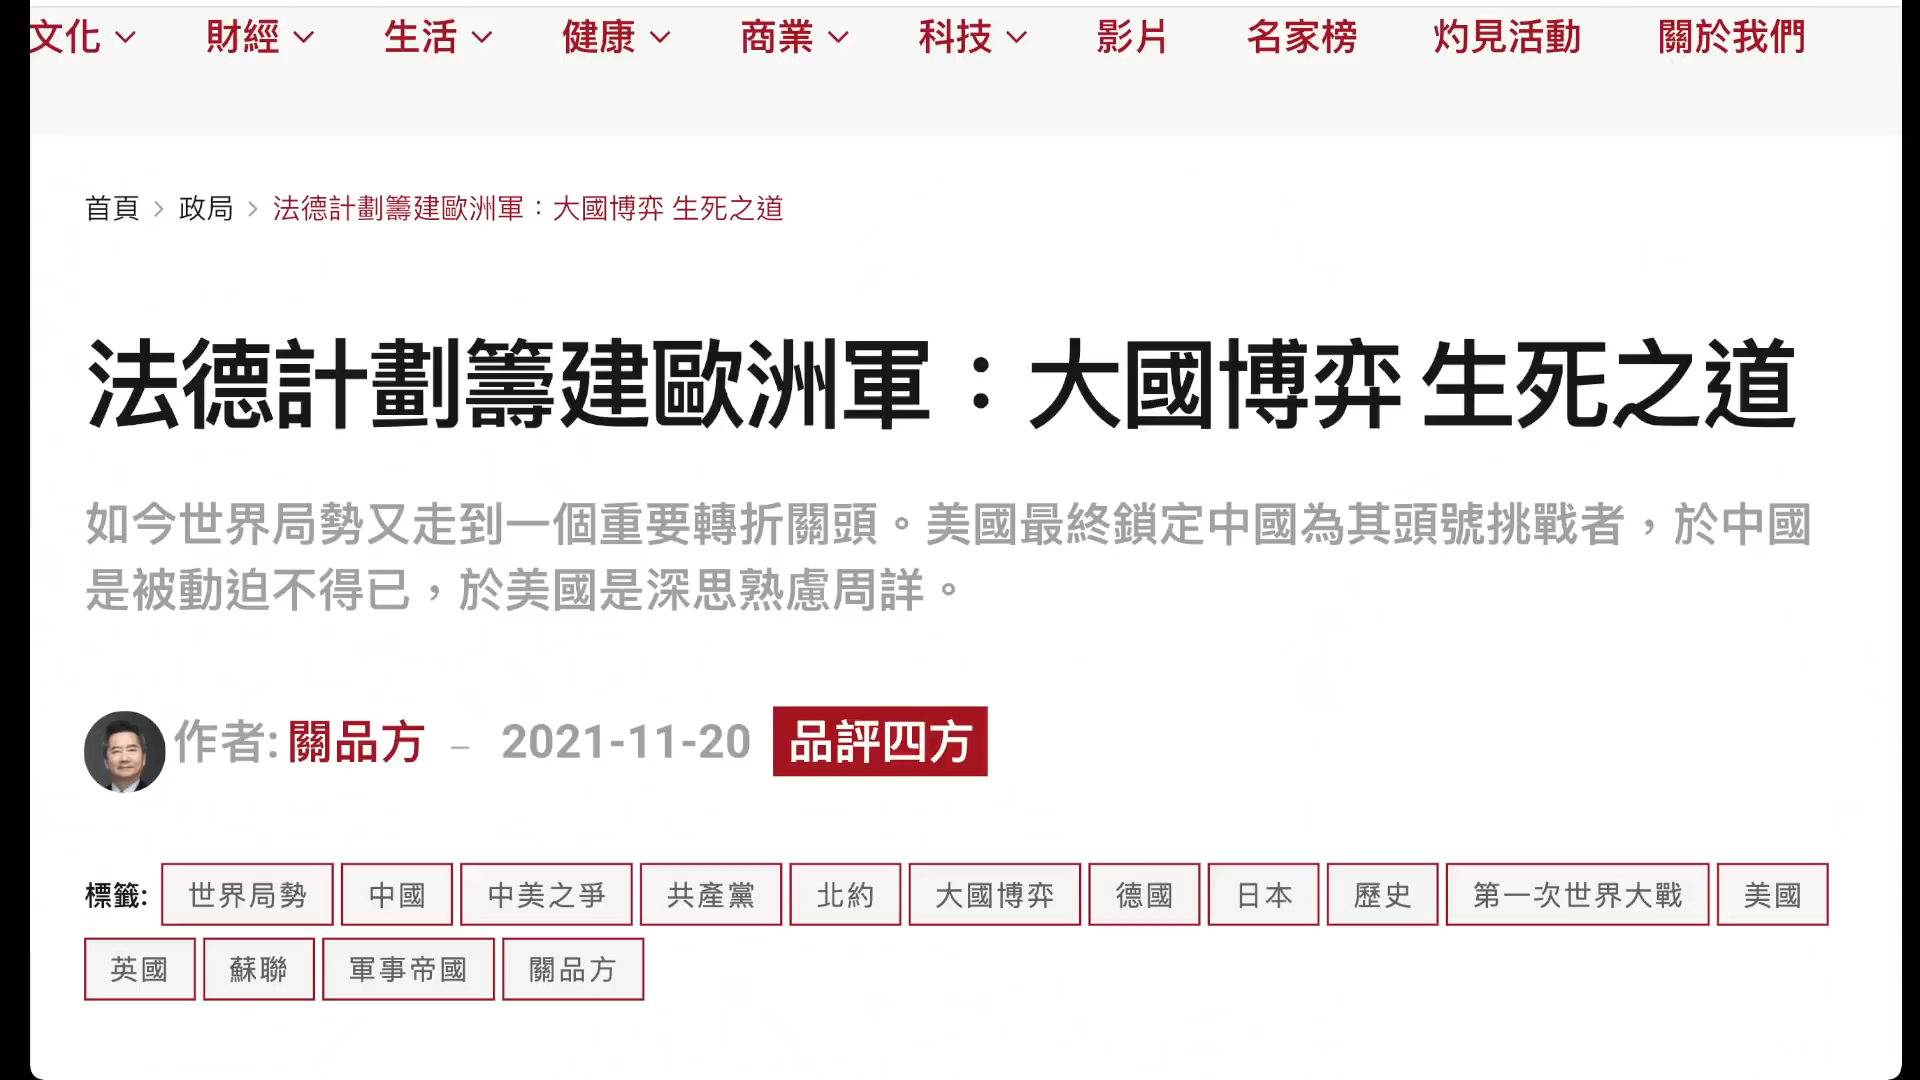 文化 財經 生活 健康 商業 科技 影片 名家榜 灼見活動 關於我們
首頁 > 政局 > 法德計劃籌建歐洲軍：大國博弈 生死之道
法德計劃籌建歐洲軍：大國博弈 生死之道
如今世界局勢又走到一個重要轉折關頭。美國最終鎖定中國為其頭號挑戰者，於中國
是被動迫不得已，於美國是深思熟慮周詳。
作者: 關品方 – 2021-11-20 品評四方
標籤: 世界局勢 中國 中美之爭 共產黨 北約 大國博弈 德國 日本 歷史 第一次世界大戰 美國
英國 蘇聯 軍事帝國 關品方